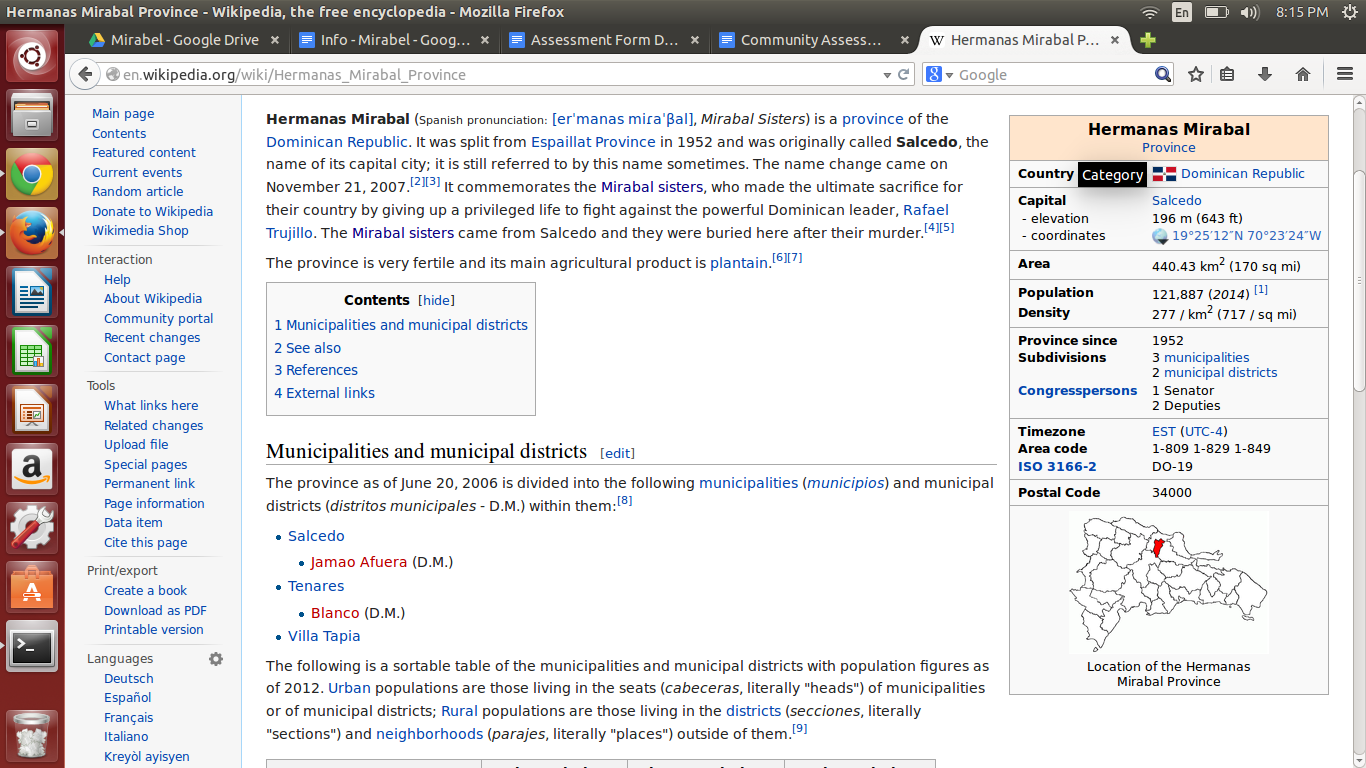 Hermanas Mirabal Province - Wikipedia, the free encyclopedia - Mozilla Firefox
En
8:15 PM
Mirabel - Google Drive
Info - Mirabel - Goog...
Assessment Form D...
Community Assess...
W Hermanas Mirabal P...
en.wikipedia.org/wiki/Hermanas_Mirabal_Province
8 Google
Main page
Contents
Featured content
Current events
Random article
Donate to Wikipedia
Wikimedia Shop
Interaction
Help
About Wikipedia
Community portal
Recent changes
Contact page
Tools
What links here
Related changes
Upload file
Special pages
Permanent link
Page information
Data item
Cite this page
Print/export
Create a book
Download as PDF
Printable version
Languages
Deutsch
Español
Français
Italiano
Kreyòl ayisyen
Hermanas Mirabal (Spanish pronunciation: [erˈmanas miɾaˈβal], Mirabal Sisters) is a province of the
Dominican Republic. It was split from Espaillat Province in 1952 and was originally called Salcedo, the
name of its capital city; it is still referred to by this name sometimes. The name change came on
November 21, 2007.[2][3] It commemorates the Mirabal sisters, who made the ultimate sacrifice for
their country by giving up a privileged life to fight against the powerful Dominican leader, Rafael
Trujillo. The Mirabal sisters came from Salcedo and they were buried here after their murder.[4][5]
The province is very fertile and its main agricultural product is plantain.[6][7]
Contents [hide]
1 Municipalities and municipal districts
2 See also
3 References
4 External links
Municipalities and municipal districts [edit]
The province as of June 20, 2006 is divided into the following municipalities (municipios) and municipal
districts (distritos municipales - D.M.) within them:[8]
• Salcedo
• Jamao Afuera (D.M.)
• Tenares
• Blanco (D.M.)
• Villa Tapia
The following is a sortable table of the municipalities and municipal districts with population figures as
of 2012. Urban populations are those living in the seats (cabeceras, literally "heads") of municipalities
or of municipal districts; Rural populations are those living in the districts (secciones, literally
"sections") and neighborhoods (parajes, literally "places") outside of them.[9]
Hermanas Mirabal
Province
Country Category Dominican Republic
Capital Salcedo
- elevation 196 m (643 ft)
- coordinates 19°25′12″N 70°23′24″W
Area 440.43 km2 (170 sq mi)
Population 121,887 (2014) [1]
Density 277 / km2 (717 / sq mi)
Province since 1952
Subdivisions 3 municipalities
2 municipal districts
Congresspersons 1 Senator
2 Deputies
Timezone EST (UTC-4)
Area code 1-809 1-829 1-849
ISO 3166-2 DO-19
Postal Code 34000
Location of the Hermanas
Mirabal Province